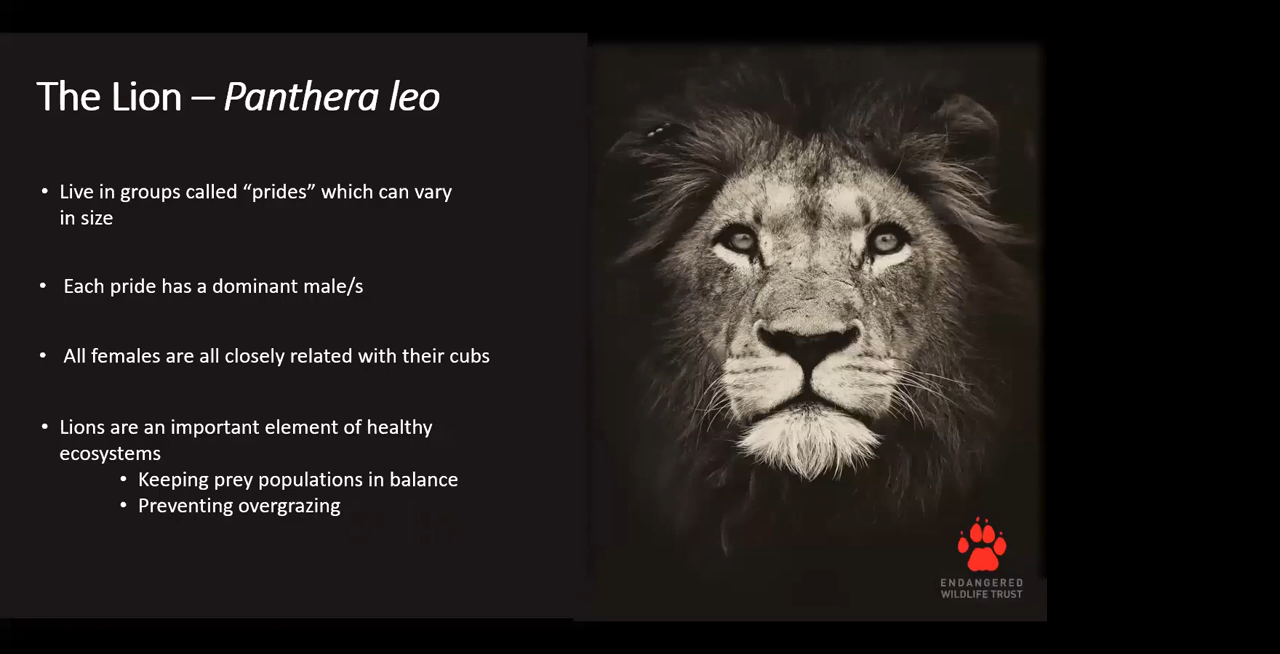 The Lion – Panthera leo
• Live in groups called “prides” which can vary
in size
• Each pride has a dominant male/s
• All females are all closely related with their cubs
• Lions are an important element of healthy
ecosystems
• Keeping prey populations in balance
• Preventing overgrazing
ENDANGERED
WILDLIFE TRUST